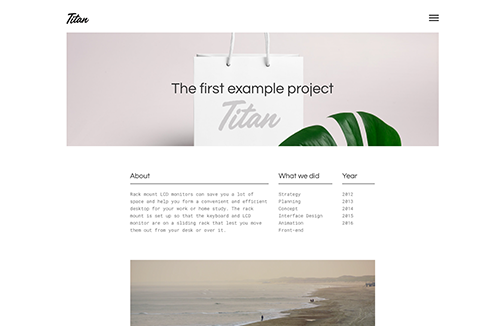 Titan
The first example project
Titan
About
Rack mount LCD monitors can save you a lot of
space and help you form a convenient and efficient
desktop for your work or home study. The rack
mount is set up so that the keyboard and LCD
monitor are on a sliding rack that lest you move
them out from your desk or over it.
What we did
Strategy
Planning
Concept
Interface Design
Animation
Front-end
Year
2012
2013
2014
2015
2016